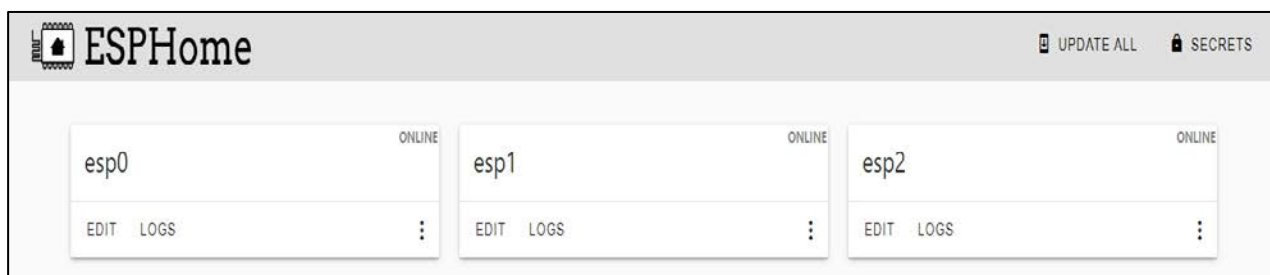 ESPHome
UPDATE ALL SECRETS
ONLINE ONLINE ONLINE
esp0 esp1 esp2
EDIT LOGS EDIT LOGS EDIT LOGS